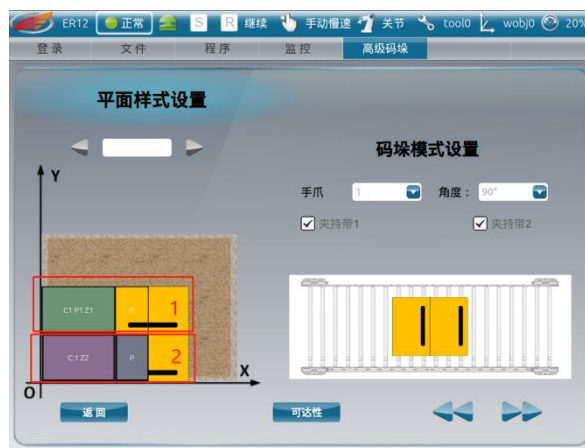 ER12 正常 S R 继续 手动慢速 关节 tool0 wobj0 20%
登录 文件 程序 监控 高级码垛
平面样式设置
码垛模式设置
手爪 1 角度： 90°
夹持带1 夹持带2
Y
C1 P1 Z1 P 1
C:1 Z2 P 2
X
O
返回 可达性